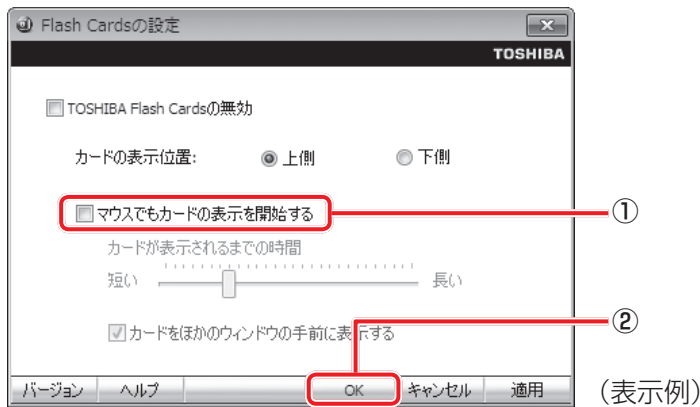 Flash Cardsの設定
TOSHIBA
TOSHIBA Flash Cardsの無効
カードの表示位置: 上側 下側
マウスでもカードの表示を開始する ①
カードが表示されるまでの時間
短い 長い
②
カードをほかのウィンドウの手前に表示する
バージョン ヘルプ OK キャンセル 適用 （表示例）